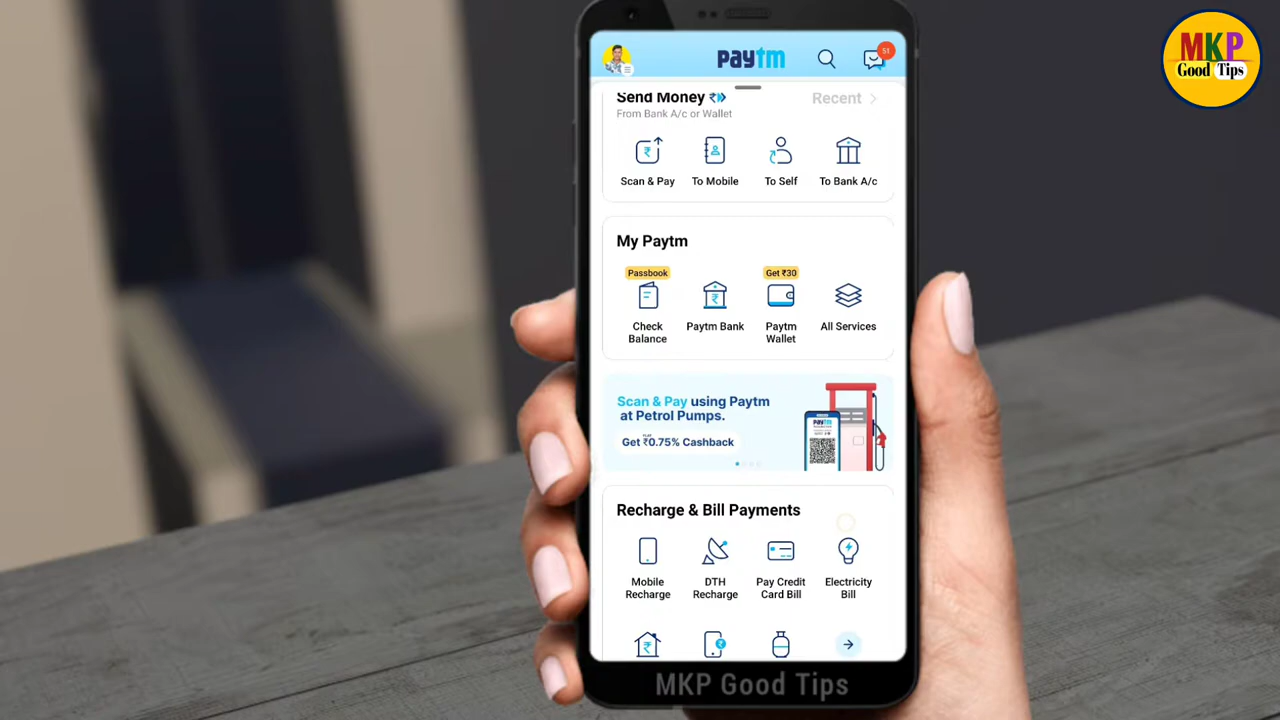 MKP
Good Tips
paytm
51
Send Money
Recent
From Bank A/c or Wallet
Scan & Pay
To Mobile
To Self
To Bank A/c
My Paytm
Passbook
Get ₹30
Check
Balance
Paytm Bank
Paytm
Wallet
All Services
Scan & Pay using Paytm
at Petrol Pumps.
Get ₹0.75% Cashback
paytm
Recharge & Bill Payments
Mobile
Recharge
DTH
Recharge
Pay Credit
Card Bill
Electricity
Bill
MKP Good Tips